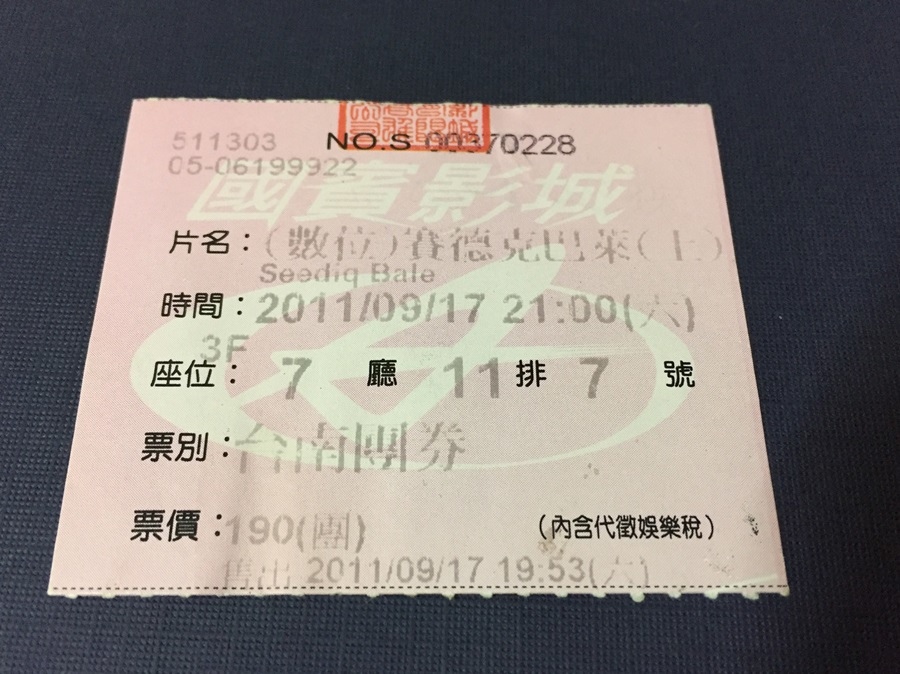 511303 NO.S 00370228
05-06199922
國賓影城
片名：(數位)賽德克巴萊(上)
Seediq Bale
時間：2011/09/17 21:00(六)
3F
座位：7 廳 11 排 7 號
票別：台南團券
票價：190(團) （內含代徵娛樂稅）
售出 2011/09/17 19:53(六)